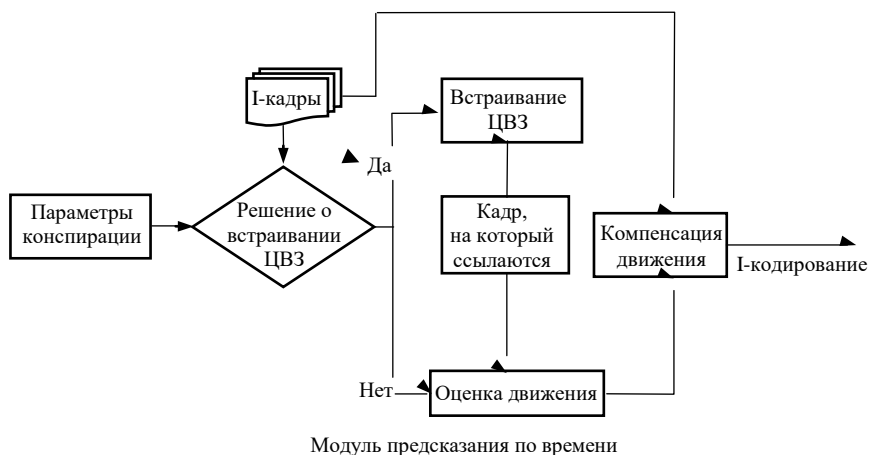 I-кадры
Встраивание
ЦВЗ
Да
Параметры
конспирации
Решение о
встраивании
ЦВЗ
Кадр,
на который
ссылаются
Компенсация
движения
I-кодирование
Нет
Оценка движения
Модуль предсказания по времени